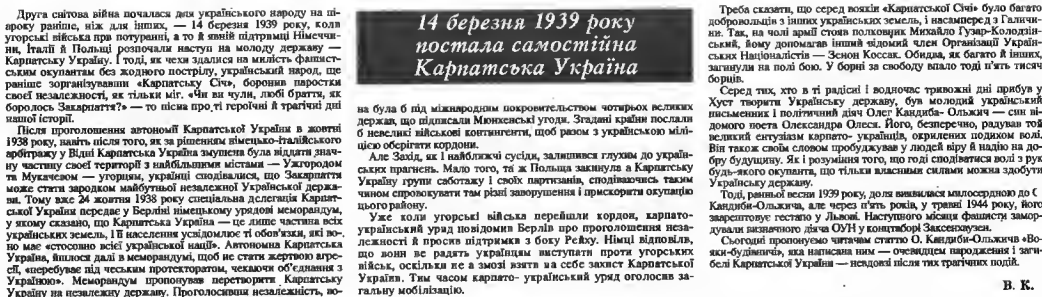 Друга світова війна почалася для українського народу на пів-
року раніше, ніж для інших, — 14 березня 1939 року, коли
угорські війська при потуранні, а то й явній підтримці Німеччи-
ни, Італії й Польщі розпочали наступ на молоду державу —
Карпатську Україну. І тоді, як чехи здалися на милість фашист-
ським окупантам без жодного пострілу, український народ, ще
раніше зорганізувавши «Карпатську Січ», боронив паростки
своєї незалежності, як тільки міг. «Чи ви чули, любі браття, як
боролось Закарпаття?» — то пісня про ті героїчні й трагічні дні
нашої історії.
Після проголошення автономії Карпатської України в жовтні
1938 року, навіть після того, як за рішенням німецько-італійського
арбітражу у Відні Карпатська Україна змушена була віддати знач-
ну частину своєї території з найбільшими містами — Ужгородом
та Мукачевом — угорцям, українці сподівалися, що Закарпаття
може стати зародком майбутньої незалежної Української держа-
ви. Тому вже 24 жовтня 1938 року спеціальна делегація Карпат-
ської України передає у Берліні німецькому урядові меморандум,
у якому сказано, що Карпатська Україна — це лише частина всіх
українських земель, і її населення усвідомлює ті обов'язки, які во-
но має «стосовно всієї української нації». Автономна Карпатська
Україна, йшлося далі в меморандумі, щоб не стати жертвою агре-
сії, «перебуває під чеським протекторатом, чекаючи об'єднання з
Україною». Меморандум пропонував перетворити Карпатську
Україну на незалежну державу. Проголосивши незалежність, во-
14 березня 1939 року
постала самостійна
Карпатська Україна
на була б під міжнародним покровительством чотирьох великих
держав, що підписали Мюнхенські угоди. Згадані країни послали
б невеликі військові контингенти, щоб разом з українською мілі-
цією оберігати кордони.
Але Захід, як і найближчі сусіди, залишився глухим до україн-
ських прагнень. Мало того, та ж Польща закинула в Карпатську
Україну групи саботажу і своїх партизанів, сподіваючись таким
чином спровокувати там різні заворушення і прискорити окупацію
цього району.
Уже коли угорські війська перейшли кордон, карпато-
український уряд повідомив Берлін про проголошення неза-
лежності й просив підтримки з боку Рейху. Німці відповіли,
що вони не радять українцям виступати проти угорських
військ, оскільки не в змозі взяти на себе захист Карпатської
України. Тим часом карпато- український уряд оголосив за-
гальну мобілізацію.
Треба сказати, що серед вояків «Карпатської Січі» було багато
добровольців з інших українських земель, і насамперед з Галичи-
ни. Так, на чолі армії стояв полковник Михайло Гузар-Колодзін-
ський, йому допомагав інший відомий член Організації Україн-
ських Націоналістів — Зенон Коссак. Обидва, як багато й інших,
загинули на полі бою. У борні за свободу впало тоді п'ять тисяч
борців.
Серед тих, хто в ті радісні і водночас тривожні дні прибув у
Хуст творити Українську державу, був молодий український
письменник і політичний діяч Олег Кандиба- Ольжич — син ві-
домого поета Олександра Олеся. Його, безперечно, радував той
великий ентузіазм карпато- українців, окрилених подихом волі.
Він також своїм словом пробуджував у людей віру й надію на до-
бру будущину. Як і розуміння того, що годі сподіватися волі з рук
будь-якого окупанта, що тільки власними силами можна здобути
Українську державу.
Тоді, ранньої весни 1939 року, доля виявилася милосердною до
Кандиби-Ольжича, але через п'ять років, у травні 1944 року, його
заарештовує гестапо у Львові. Наступного місяця фашисти замор-
дували визначного діяча ОУН у концтаборі Заксенхаузен.
Сьогодні пропонуємо читачам статтю О. Кандиби-Ольжича «Во-
яки-будівничі», яка написана ним — очевидцем народження і заги-
белі Карпатської України — невдовзі після тих трагічних подій.
В. К.